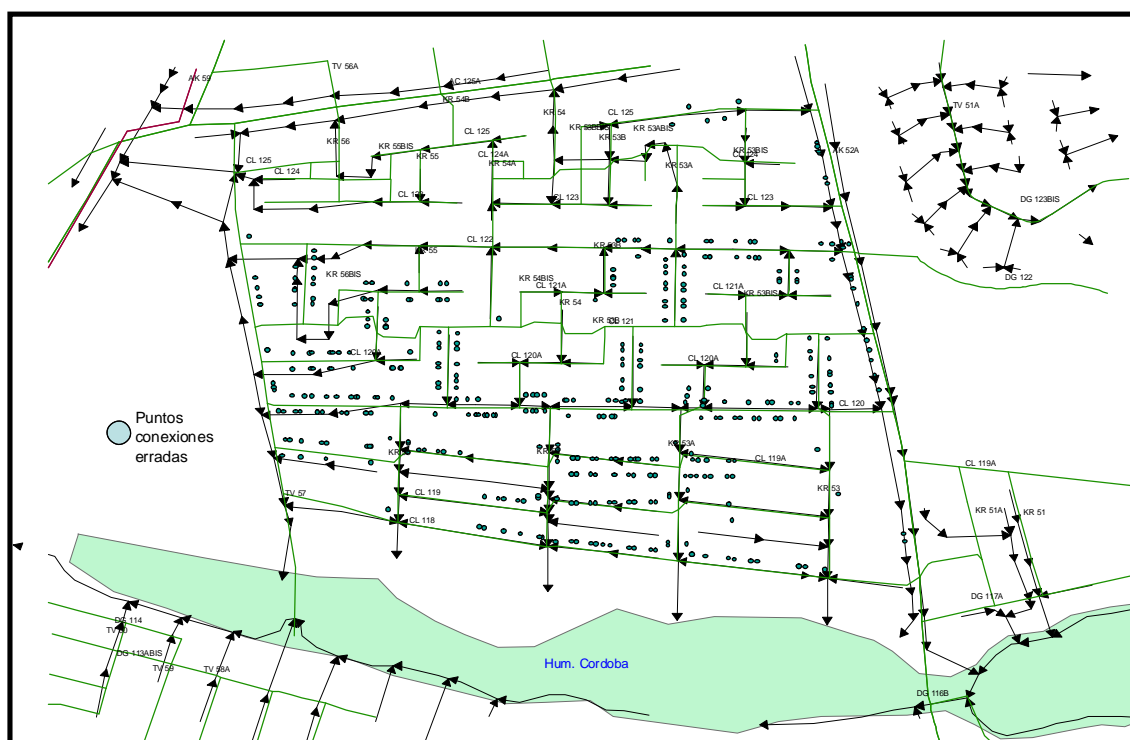 AK 59
TV 56A
AC 125A
KR 54B
KR 54
CL 125
KR 53ABIS
KR 53B
TV 51A
KR 56
KR 55BIS
KR 55
CL 125
CL 124A
KR 54A
KR 53A
KR 53BIS
AK 52A
CL 125
CL 124
CL 123
CL 123
DG 123BIS
CL 122
KR 53B
DG 122
KR 56BIS
KR 54BIS
CL 121A
KR 54
CL 121A
KR 53BIS
CL 121
CL 120A
CL 120A
CL 120A
CL 120
Puntos
conexiones
erradas
KR 53A
CL 119A
CL 119A
TV 57
CL 119
KR 53
KR 51A
KR 51
CL 118
DG 117A
DG 114
DG 113ABIS
TV 59
TV 58A
Hum. Cordoba
DG 116B